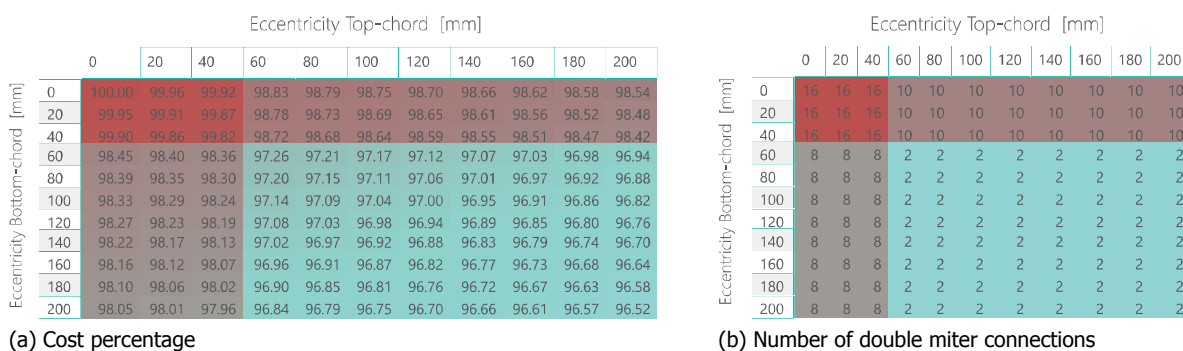 Eccentricity Top-chord [mm]
0 20 40 60 80 100 120 140 160 180 200
Eccentricity Bottom-chord [mm]
0 100.00 99.96 99.92 98.83 98.79 98.75 98.70 98.66 98.62 98.58 98.54
20 99.95 99.91 99.87 98.78 98.73 98.69 98.65 98.61 98.56 98.52 98.48
40 99.90 99.86 99.82 98.72 98.68 98.64 98.59 98.55 98.51 98.47 98.42
60 98.45 98.40 98.36 97.26 97.21 97.17 97.12 97.07 97.03 96.98 96.94
80 98.39 98.35 98.30 97.20 97.15 97.11 97.06 97.01 96.97 96.92 96.88
100 98.33 98.29 98.24 97.14 97.09 97.04 97.00 96.95 96.91 96.86 96.82
120 98.27 98.23 98.19 97.08 97.03 96.98 96.94 96.89 96.85 96.80 96.76
140 98.22 98.17 98.13 97.02 96.97 96.92 96.88 96.83 96.79 96.74 96.70
160 98.16 98.12 98.07 96.96 96.91 96.87 96.82 96.77 96.73 96.68 96.64
180 98.10 98.06 98.02 96.90 96.85 96.81 96.76 96.72 96.67 96.63 96.58
200 98.05 98.01 97.96 96.84 96.79 96.75 96.70 96.66 96.61 96.57 96.52
(a) Cost percentage
Eccentricity Top-chord [mm]
0 20 40 60 80 100 120 140 160 180 200
Eccentricity Bottom-chord [mm]
0 16 16 16 10 10 10 10 10 10 10 10
20 16 16 16 10 10 10 10 10 10 10 10
40 16 16 16 10 10 10 10 10 10 10 10
60 8 8 8 2 2 2 2 2 2 2 2
80 8 8 8 2 2 2 2 2 2 2 2
100 8 8 8 2 2 2 2 2 2 2 2
120 8 8 8 2 2 2 2 2 2 2 2
140 8 8 8 2 2 2 2 2 2 2 2
160 8 8 8 2 2 2 2 2 2 2 2
180 8 8 8 2 2 2 2 2 2 2 2
200 8 8 8 2 2 2 2 2 2 2 2
(b) Number of double miter connections